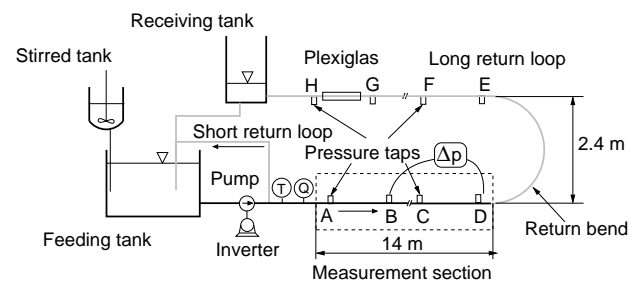 Receiving tank
Stirred tank
Plexiglas
Long return loop
H
G
F
E
Short return loop
Pressure taps
Δp
2.4 m
Pump
T
Q
A
B
C
D
Feeding tank
Inverter
14 m
Return bend
Measurement section